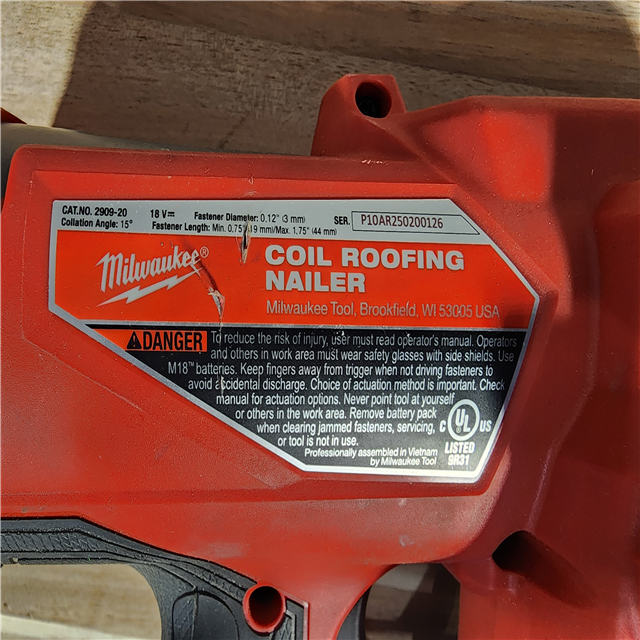 CAT.NO. 2909-20 18 V⎓ Fastener Diameter: 0.12" (3 mm) SER. P10AR250200126
Collation Angle: 15° Fastener Length: Min. 0.75" (19 mm)/Max. 1.75" (44 mm)
Milwaukee®
COIL ROOFING
NAILER
Milwaukee Tool, Brookfield, WI 53005 USA
DANGER To reduce the risk of injury, user must read operator's manual. Operators
and others in work area must wear safety glasses with side shields. Use
M18™ batteries. Keep fingers away from trigger when not driving fasteners to
avoid accidental discharge. Choice of actuation method is important. Check
manual for actuation options. Never point tool at yourself
or others in the work area. Remove battery pack
when clearing jammed fasteners, servicing,
or tool is not in use.
Professionally assembled in Vietnam
by Milwaukee Tool
C UL US
LISTED
9R31